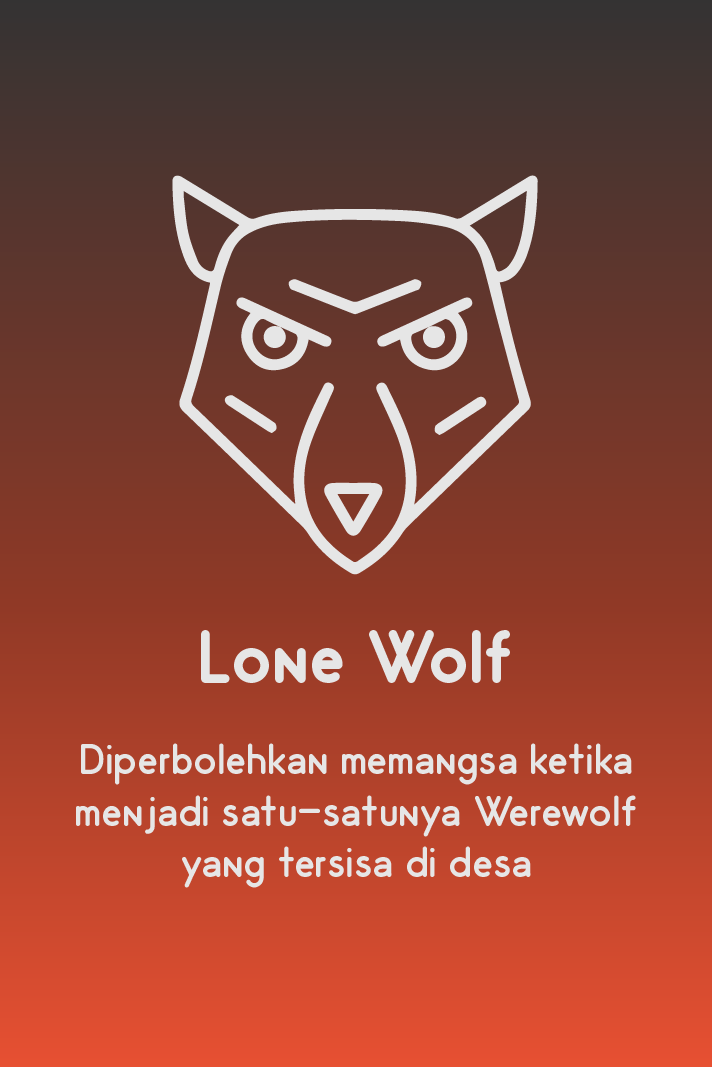 Lone Wolf
Diperbolehkan memangsa ketika
menjadi satu-satunya Werewolf
yang tersisa di desa